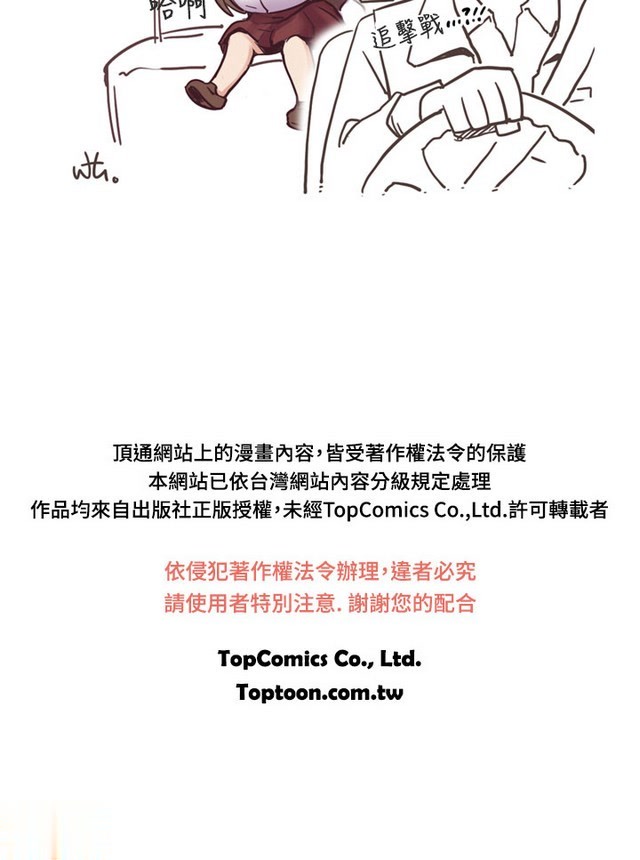 哈啊
追擊戰...?!?!
頂通網站上的漫畫內容，皆受著作權法令的保護
本網站已依台灣網站內容分級規定處理
作品均來自出版社正版授權，未經TopComics Co.,Ltd.許可轉載者
依侵犯著作權法令辦理，違者必究
請使用者特別注意. 謝謝您的配合
TopComics Co., Ltd.
Toptoon.com.tw